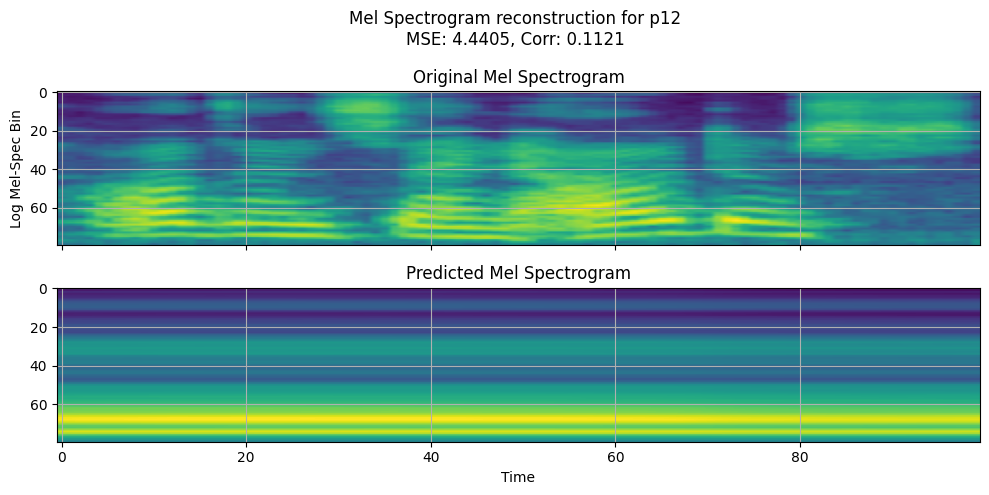 Mel Spectrogram reconstruction for p12
MSE: 4.4405, Corr: 0.1121
Original Mel Spectrogram
0
20
40
60
Log Mel-Spec Bin
Predicted Mel Spectrogram
0
20
40
60
0 20 40 60 80
Time